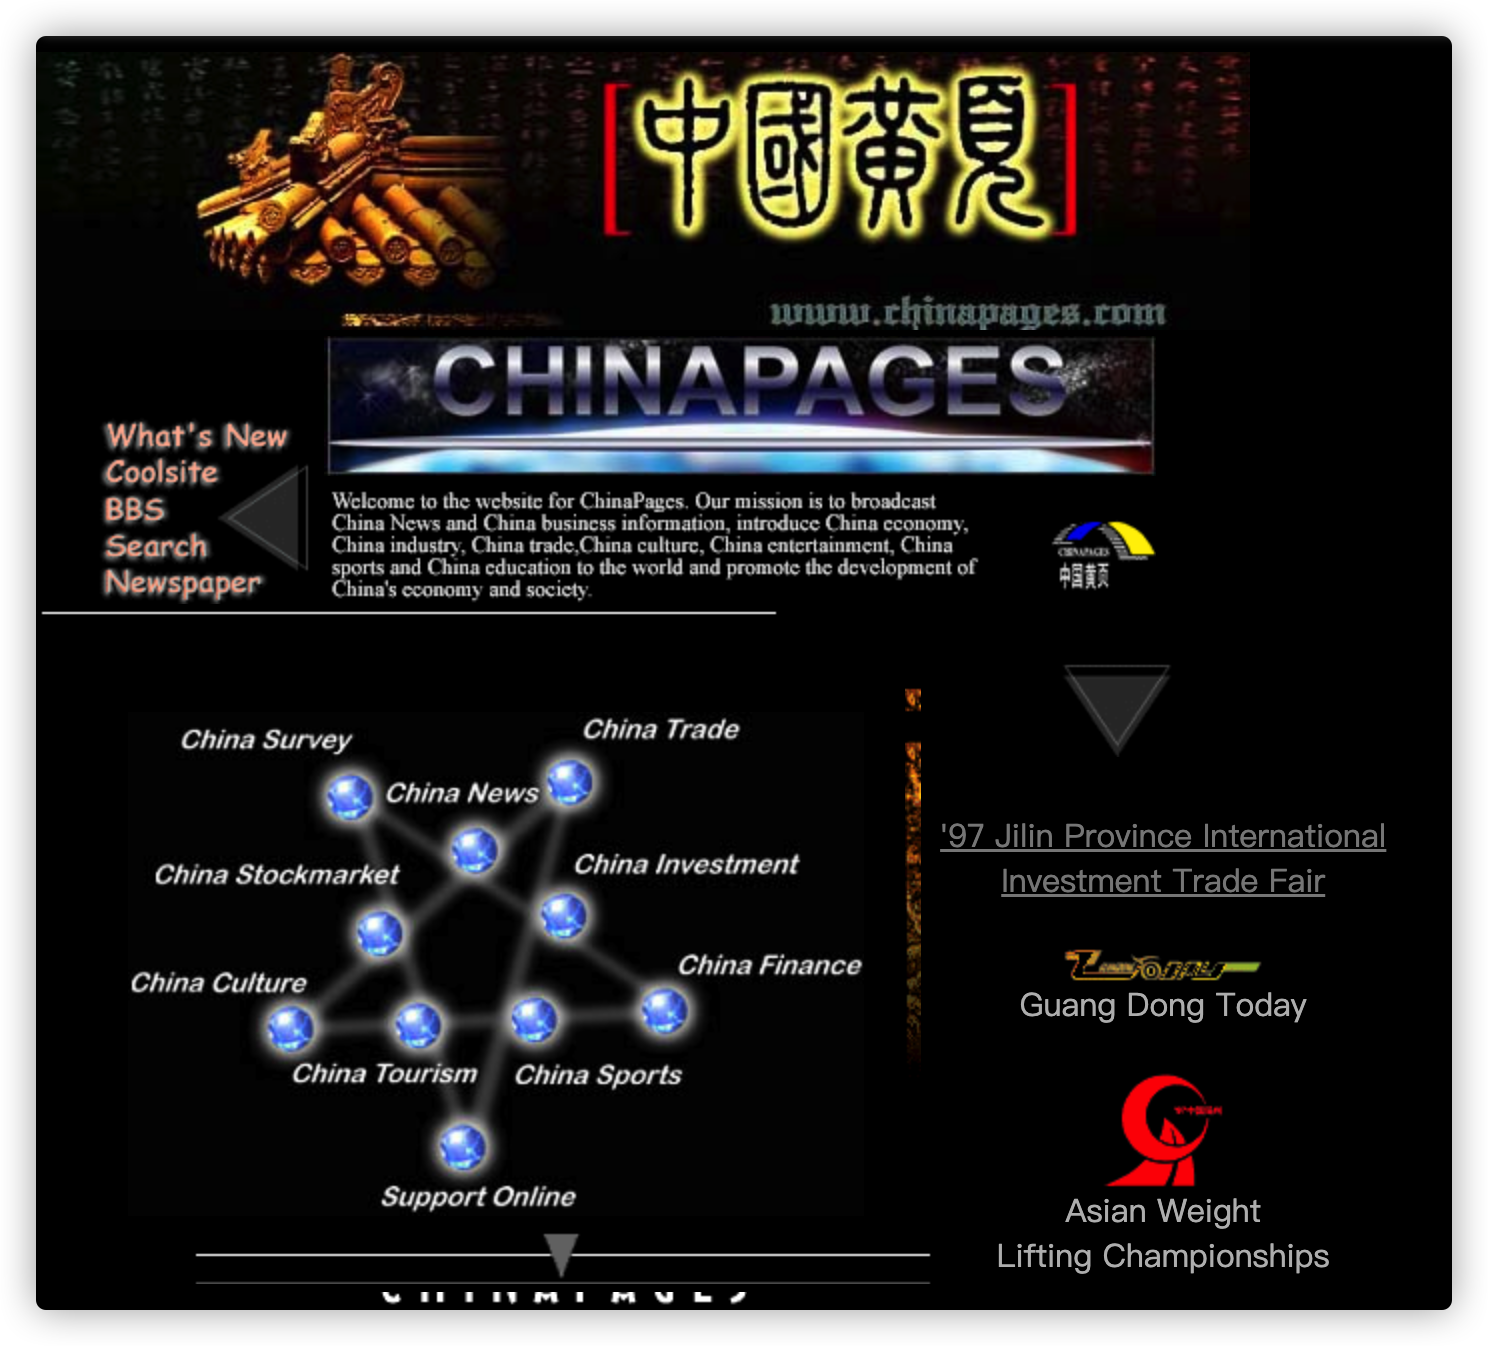 [中國黄頁]
www.chinapages.com
CHINAPAGES
What's New
Coolsite
BBS
Search
Newspaper
Welcome to the website for ChinaPages. Our mission is to broadcast
China News and China business information, introduce China economy,
China industry, China trade,China culture, China entertainment, China
sports and China education to the world and promote the development of
China's economy and society.
CHINAPAGES
中国黄页
China Survey
China Trade
China News
China Stockmarket
China Investment
China Culture
China Finance
China Tourism
China Sports
Support Online
'97 Jilin Province International
Investment Trade Fair
Guang Dong Today
Asian Weight
Lifting Championships
CHINAPAGES